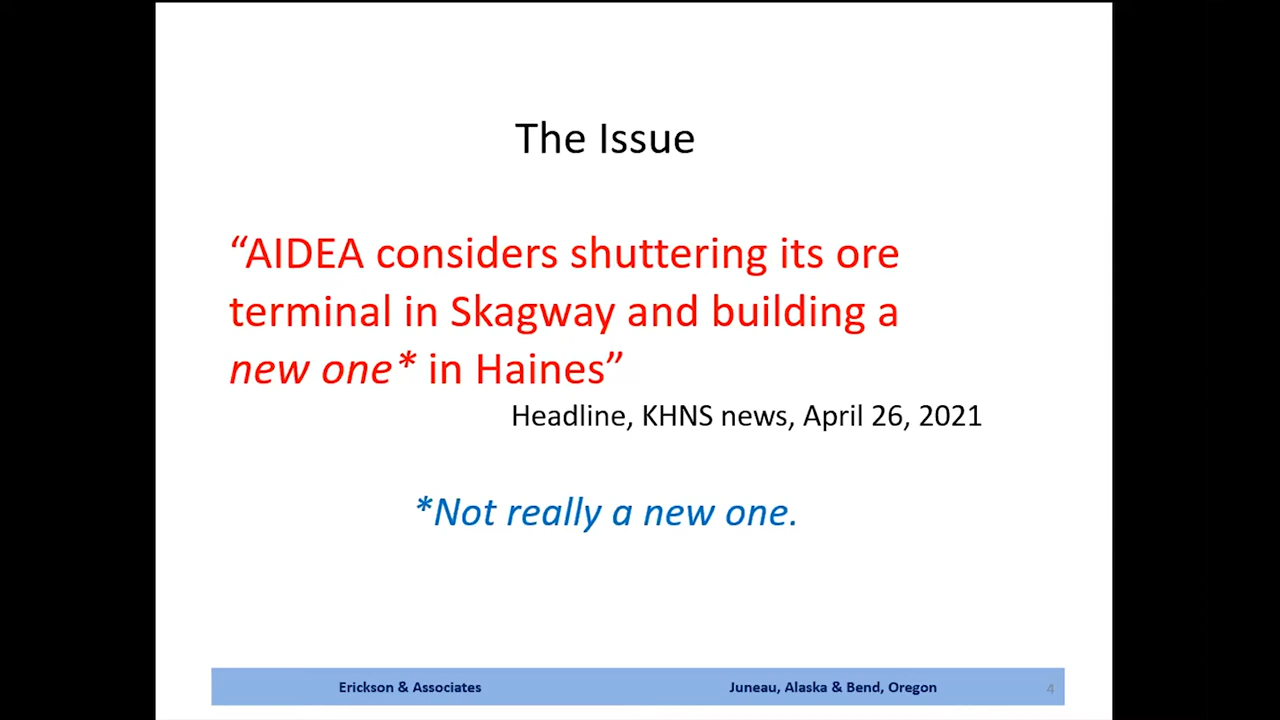 The Issue
“AIDEA considers shuttering its ore
terminal in Skagway and building a
new one* in Haines”
Headline, KHNS news, April 26, 2021
*Not really a new one.
Erickson & Associates
Juneau, Alaska & Bend, Oregon
4